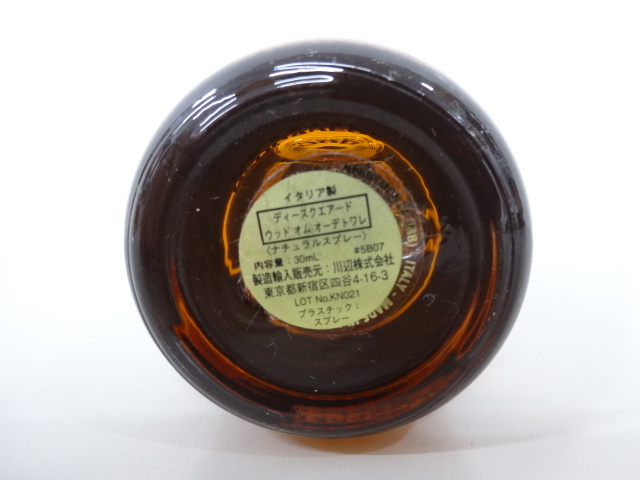 イタリア製
ディースクエアード
ウッド オム オーデトワレ
(ナチュラルスプレー)
内容量：30mL #5B07
製造輸入販売元：川辺株式会社
東京都新宿区四谷4-16-3
LOT No.KN021
プラスチック：
スプレー
ITALY - MADE